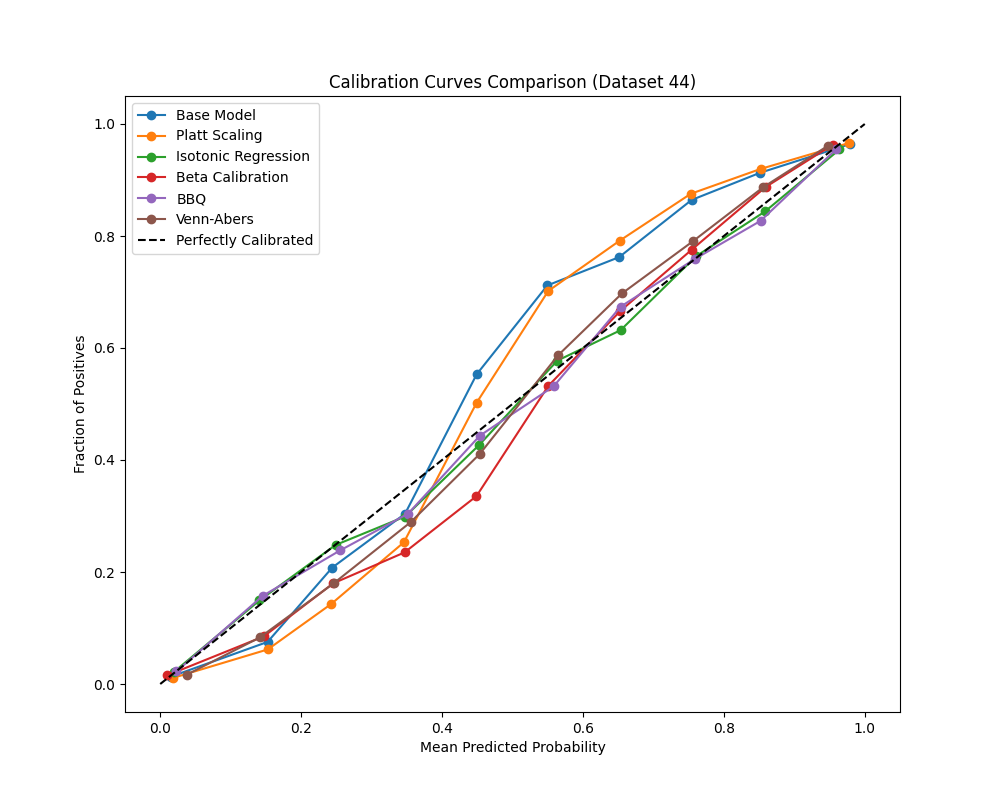 Calibration Curves Comparison (Dataset 44)
Base Model
Platt Scaling
Isotonic Regression
Beta Calibration
BBQ
Venn-Abers
Perfectly Calibrated
1.0
0.8
0.6
0.4
0.2
0.0
Fraction of Positives
0.0 0.2 0.4 0.6 0.8 1.0
Mean Predicted Probability